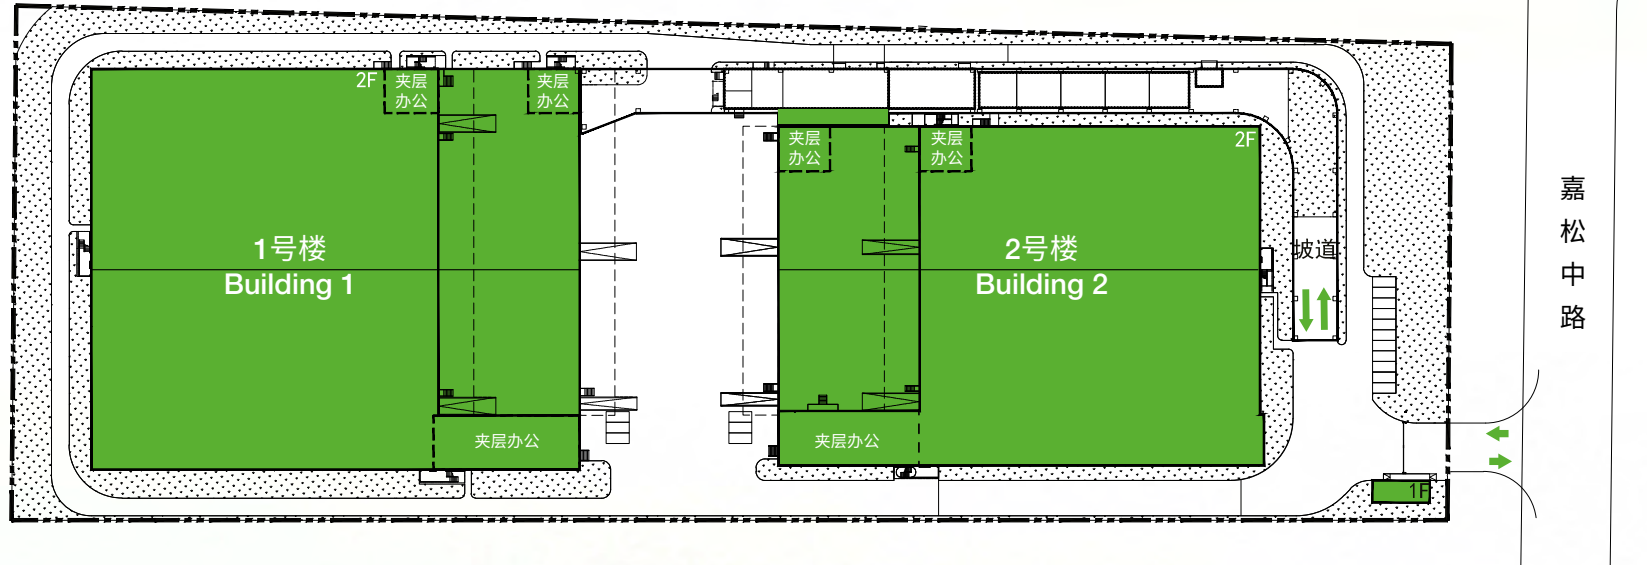 2F
夹层
办公
夹层
办公
夹层
办公
夹层
办公
2F
1号楼
Building 1
2号楼
Building 2
坡道
嘉松中路
夹层办公
夹层办公
1F